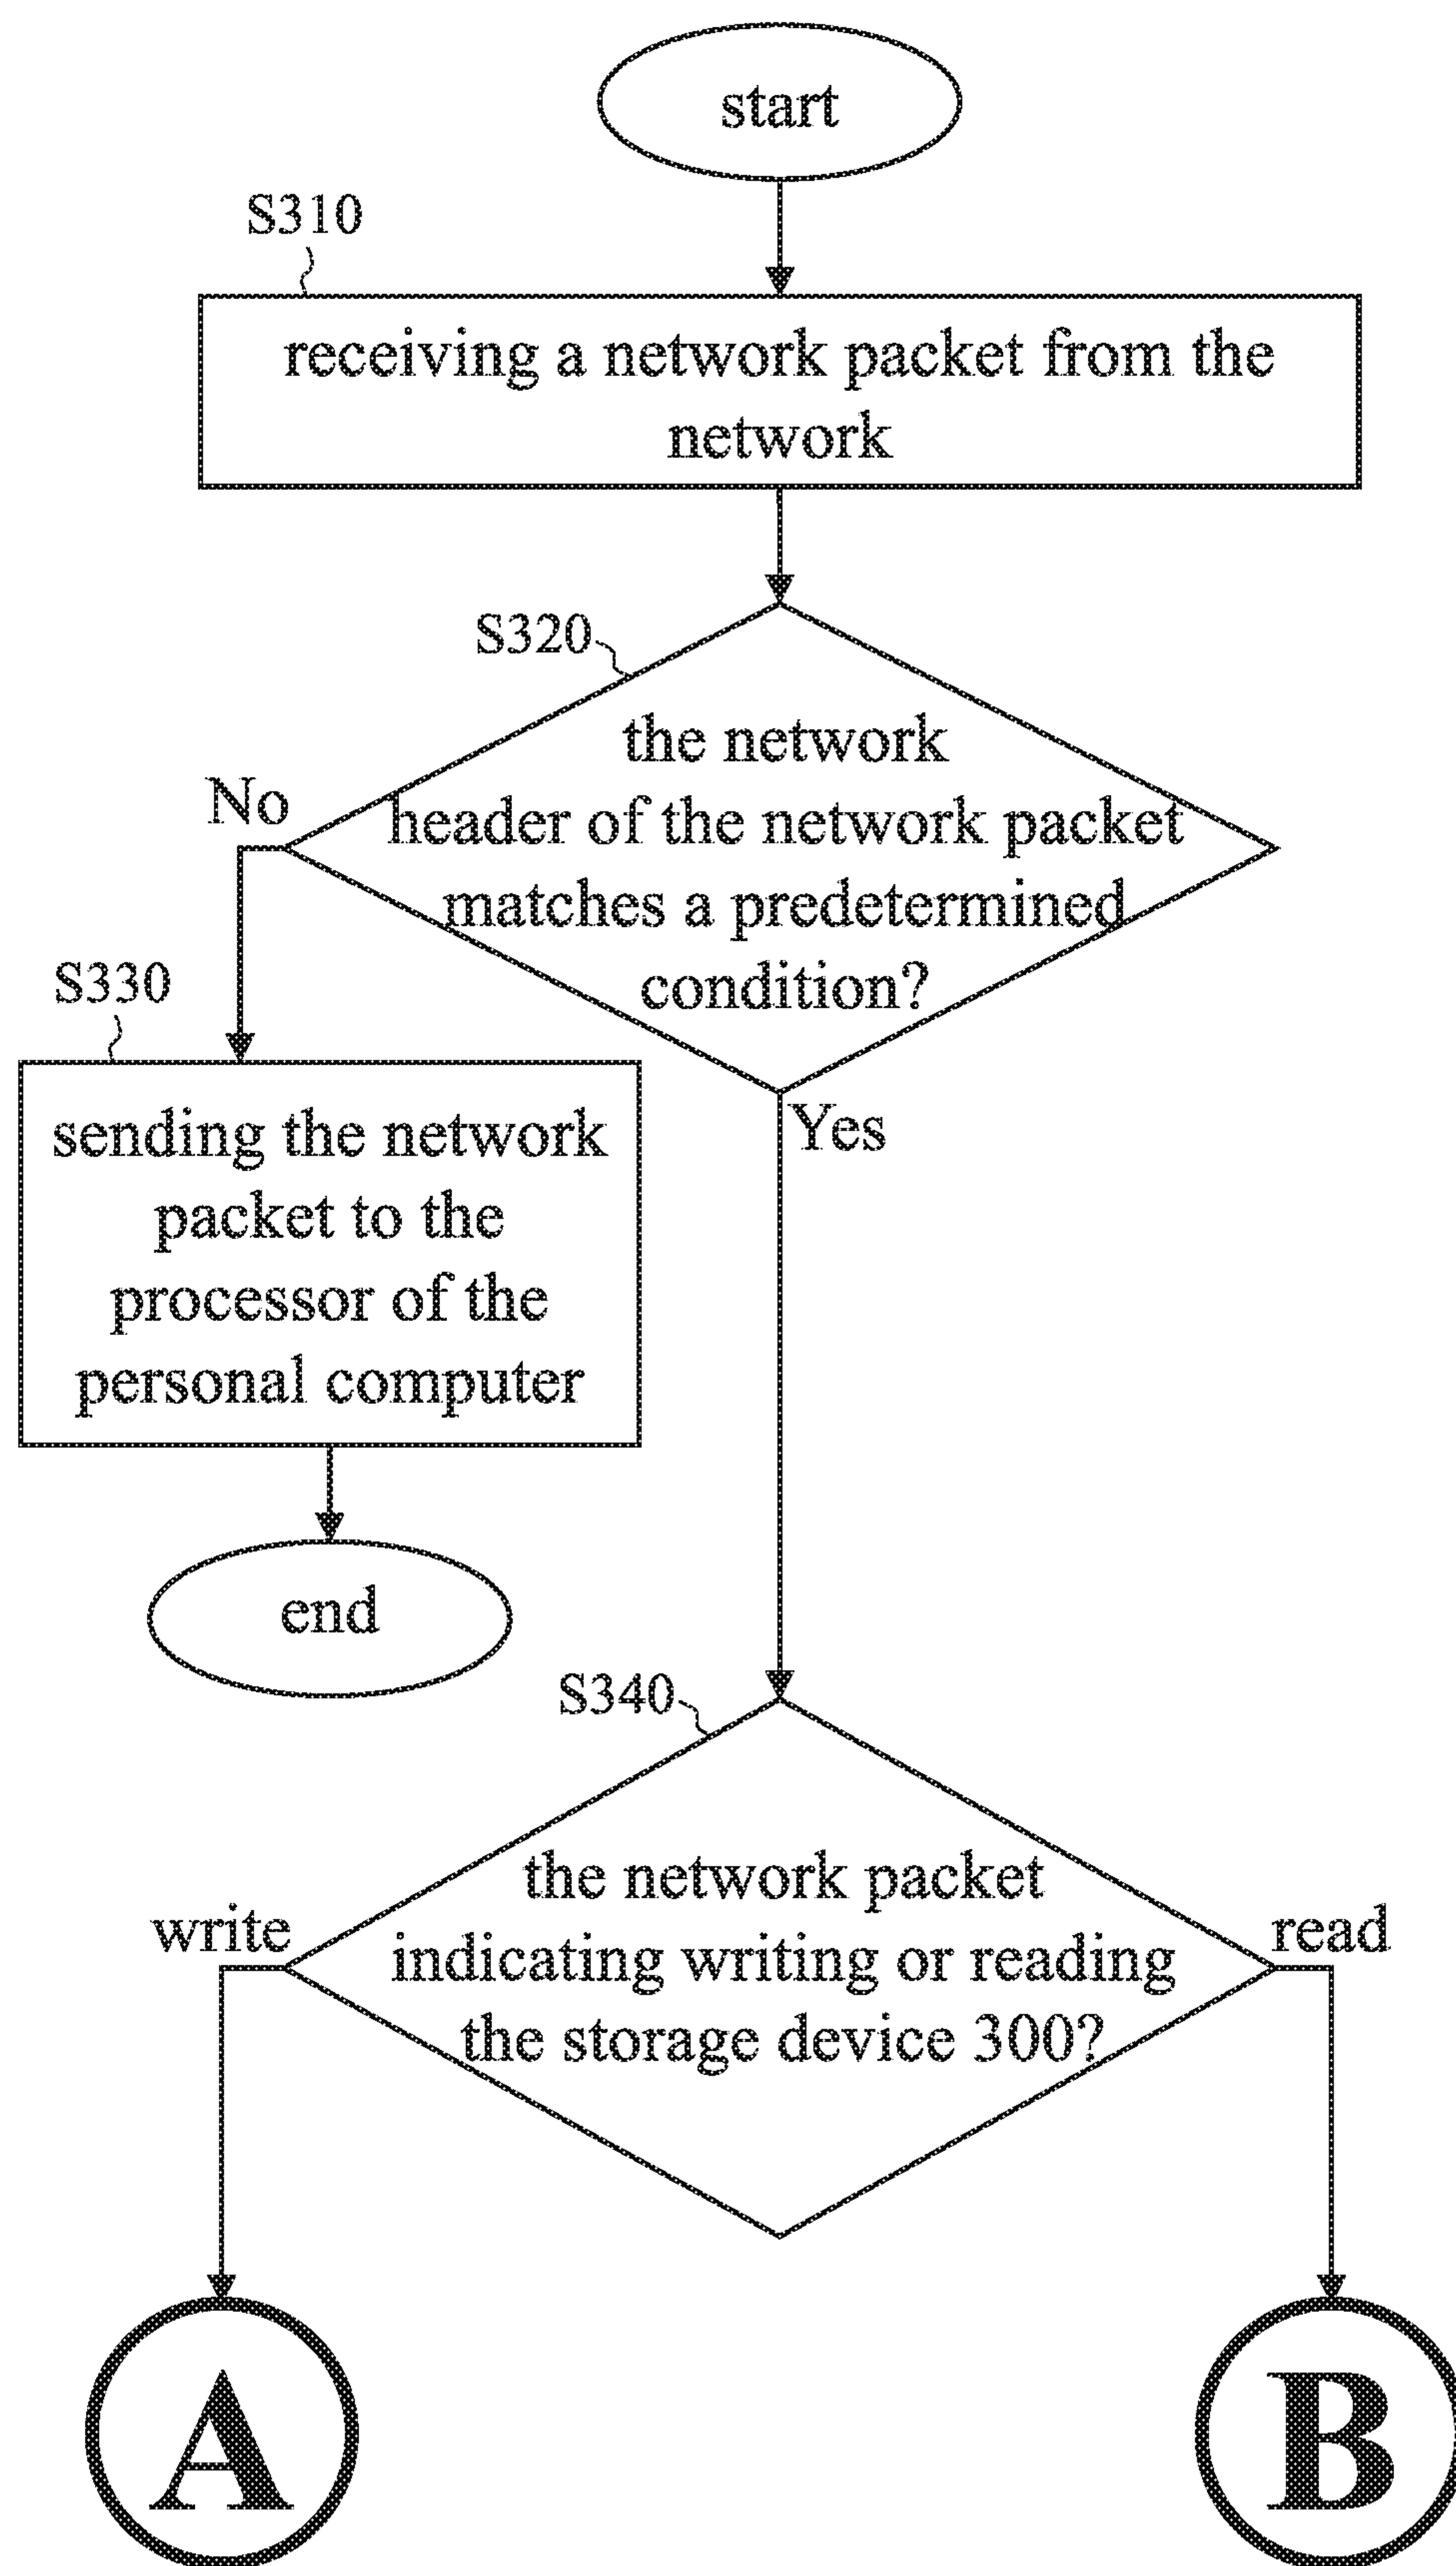 start
S310
receiving a network packet from the
network
S320
the network
header of the network packet
matches a predetermined
condition?
No
Yes
S330
sending the network
packet to the
processor of the
personal computer
end
S340
the network packet
indicating writing or reading
the storage device 300?
write
read
A
B